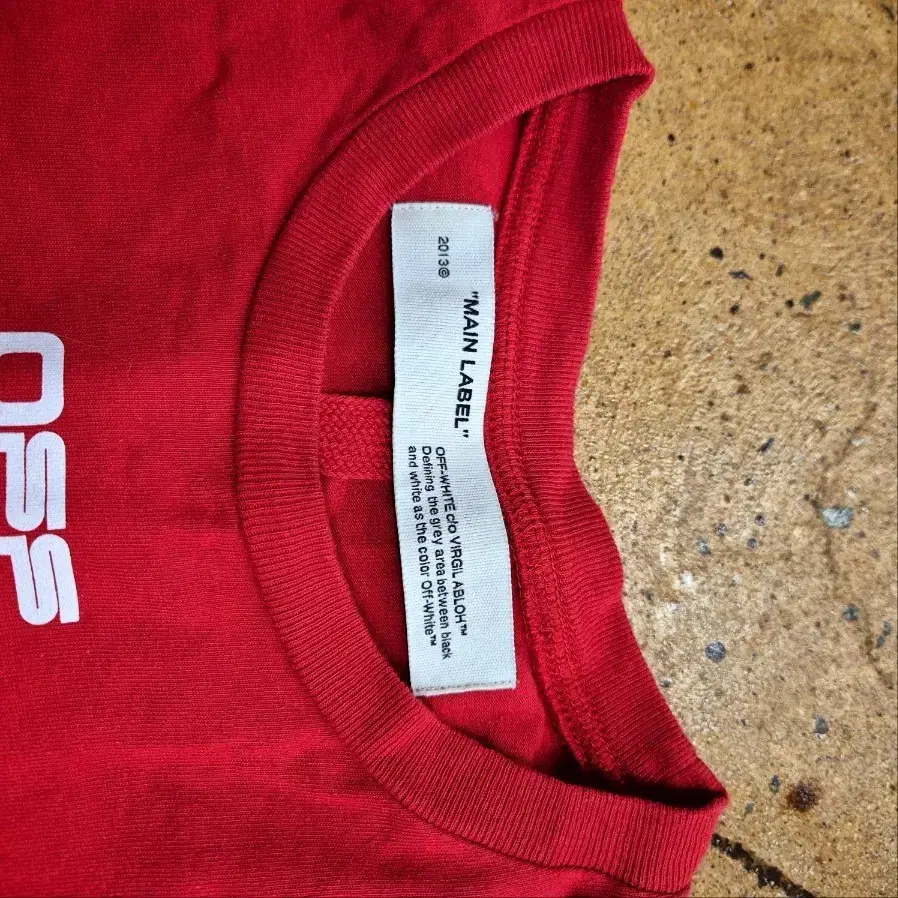 2013©
"MAIN LABEL"
OFF-WHITE c/o VIRGIL ABLOH™
Defining the grey area between black
and white as the color Off-White™
OFF